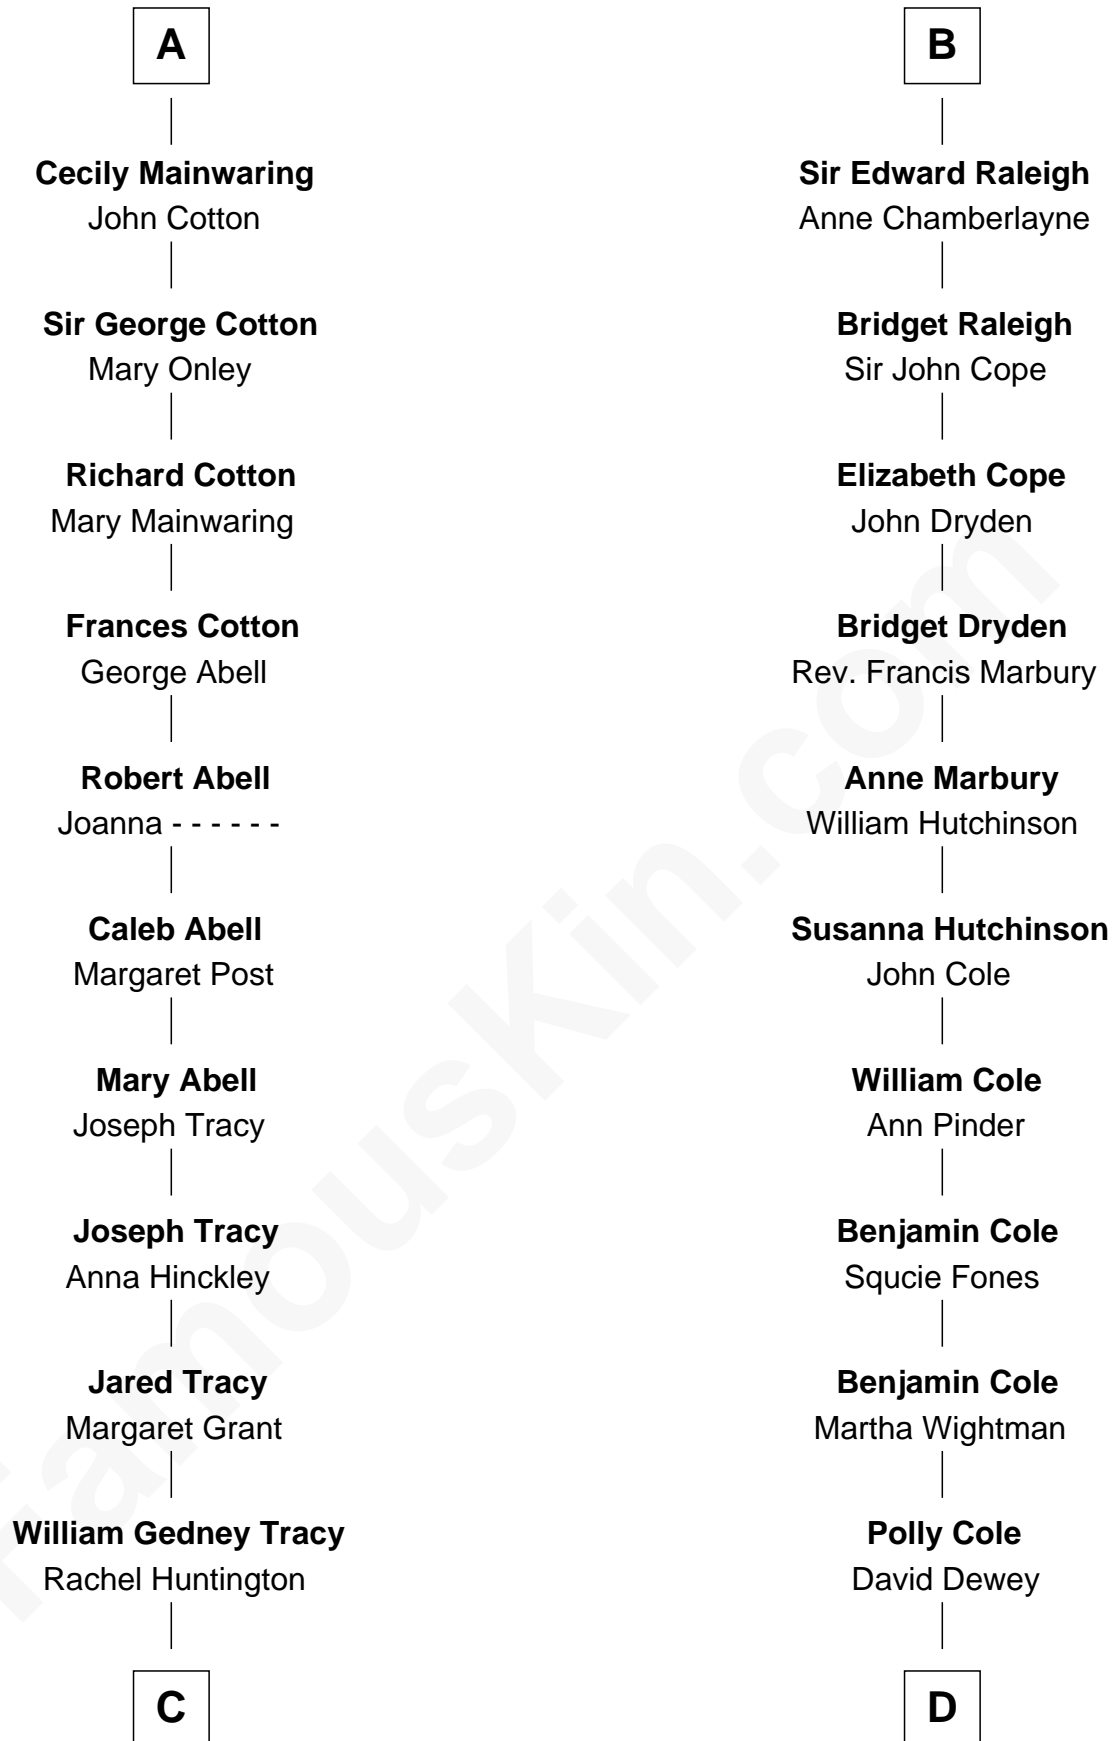 A
Cecily Mainwaring
John Cotton
Sir George Cotton
Mary Onley
Richard Cotton
Mary Mainwaring
Frances Cotton
George Abell
Robert Abell
Joanna - - - - - -
Caleb Abell
Margaret Post
Mary Abell
Joseph Tracy
Joseph Tracy
Anna Hinckley
Jared Tracy
Margaret Grant
William Gedney Tracy
Rachel Huntington
C
B
Sir Edward Raleigh
Anne Chamberlayne
Bridget Raleigh
Sir John Cope
Elizabeth Cope
John Dryden
Bridget Dryden
Rev. Francis Marbury
Anne Marbury
William Hutchinson
Susanna Hutchinson
John Cole
William Cole
Ann Pinder
Benjamin Cole
Squcie Fones
Benjamin Cole
Martha Wightman
Polly Cole
David Dewey
D
FamousKin.com